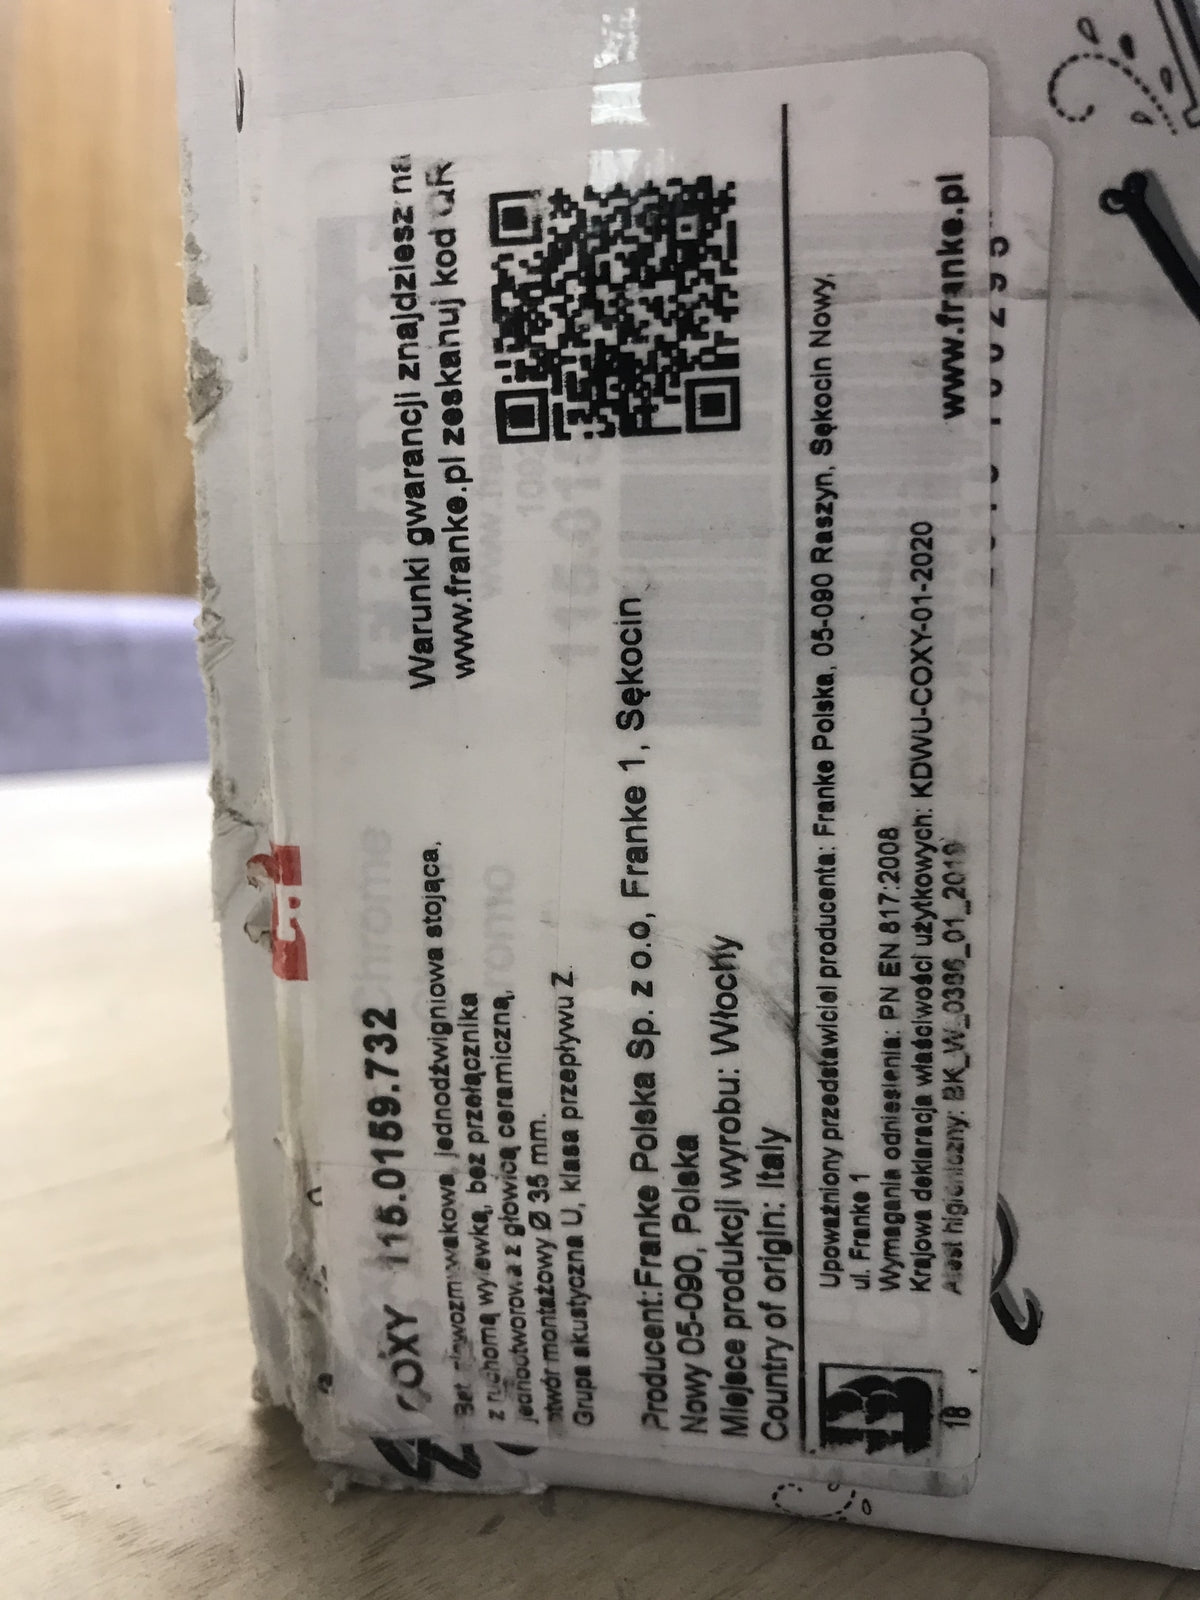 COXY 115.0159.732
zlewozmywakowa, jednodźwigniowa stojąca,
z ruchomą wylewką, bez przełącznika
jednootworowa z głowicą ceramiczną,
otwór montażowy Ø 35 mm.
Grupa akustyczna U, klasa przepływu Z.
Warunki gwarancji znajdziesz na
www.franke.pl zeskanuj kod QR
Producent:Franke Polska Sp. z o.o, Franke 1, Sękocin
Nowy 05-090, Polska
Miejsce produkcji wyrobu: Włochy
Country of origin: Italy
Upoważniony przedstawiciel producenta: Franke Polska, 05-090 Raszyn, Sękocin Nowy,
ul. Franke 1
Wymagania odniesienia: PN EN 817:2008
Krajowa deklaracja właściwości użytkowych: KDWU-COXY-01-2020
Atest higieniczny: BK_W_0386_01_2019
www.franke.pl
B
18